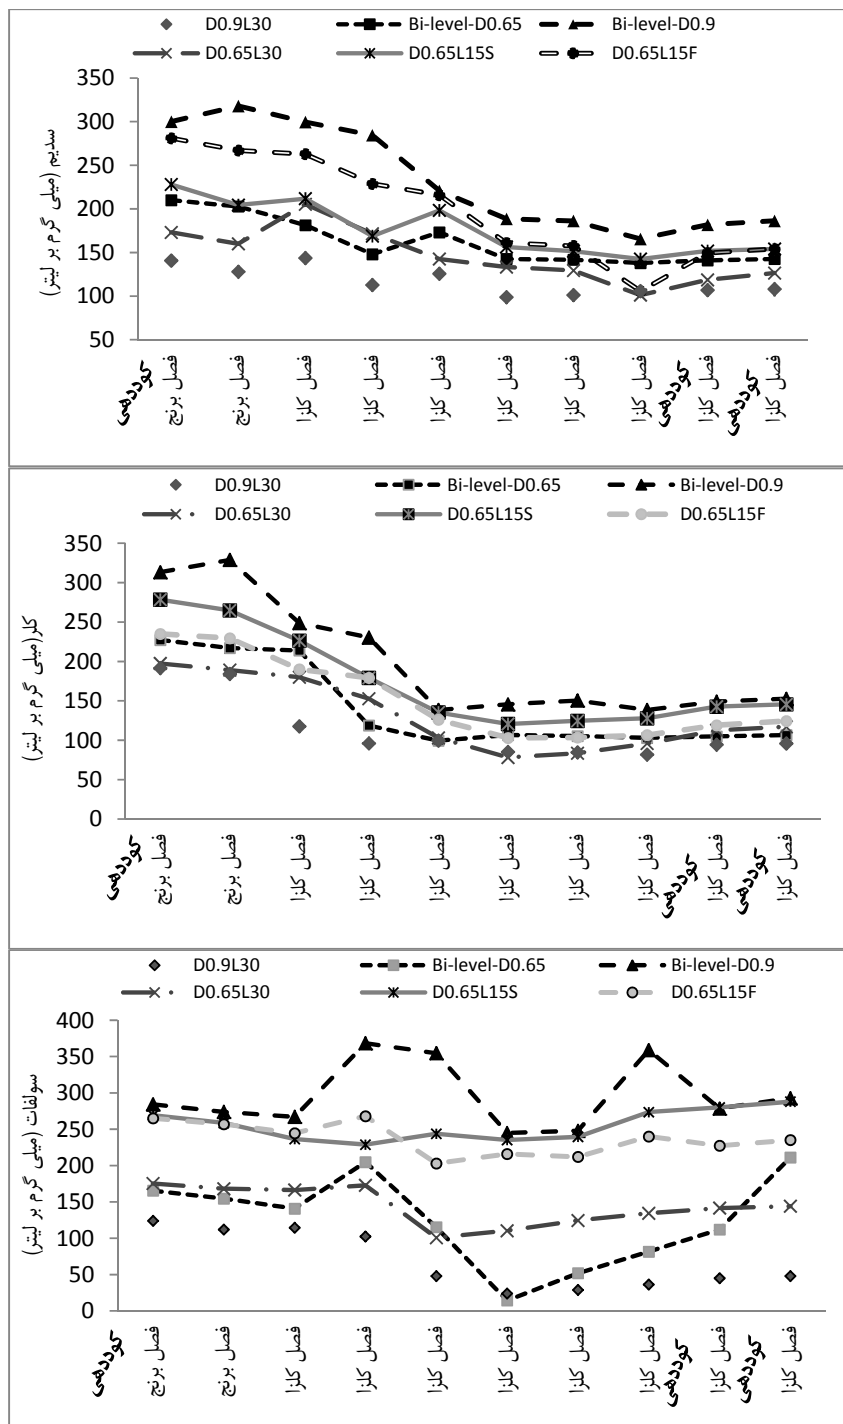 D0.9L30 Bi-level-D0.65 Bi-level-D0.9
D0.65L30 D0.65L15S D0.65L15F
سدیم (میلی گرم بر لیتر)
350
300
250
200
150
100
50
کوددهی
فصل برنج
فصل برنج
فصل کلزا
فصل کلزا
فصل کلزا
فصل کلزا
فصل کلزا
فصل کلزا
کوددهی
فصل کلزا
کوددهی
فصل کلزا
D0.9L30 Bi-level-D0.65 Bi-level-D0.9
D0.65L30 D0.65L15S D0.65L15F
کلر(میلی گرم بر لیتر)
350
300
250
200
150
100
50
0
کوددهی
فصل برنج
فصل برنج
فصل کلزا
فصل کلزا
فصل کلزا
فصل کلزا
فصل کلزا
فصل کلزا
کوددهی
فصل کلزا
کوددهی
فصل کلزا
D0.9L30 Bi-level-D0.65 Bi-level-D0.9
D0.65L30 D0.65L15S D0.65L15F
سولفات (میلی گرم بر لیتر)
400
350
300
250
200
150
100
50
0
کوددهی
فصل برنج
فصل برنج
فصل کلزا
فصل کلزا
فصل کلزا
فصل کلزا
فصل کلزا
فصل کلزا
کوددهی
فصل کلزا
کوددهی
فصل کلزا